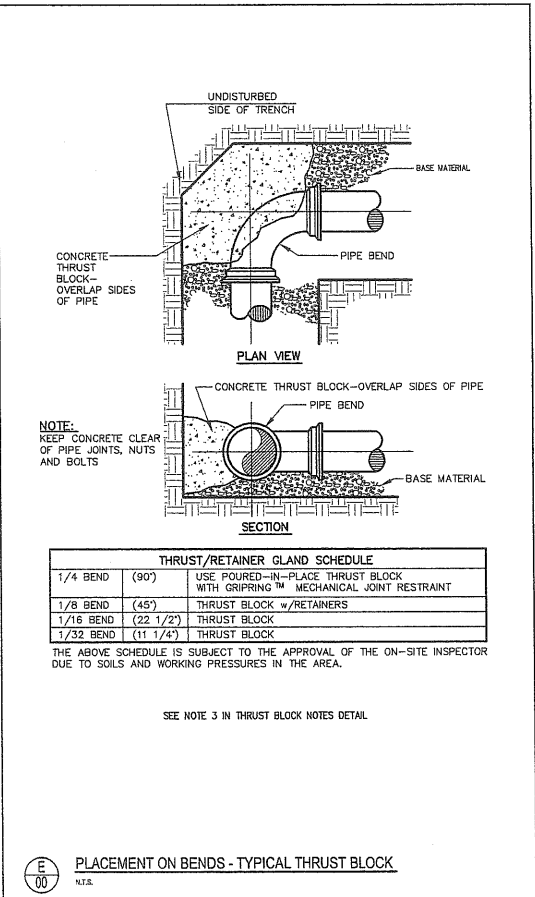 UNDISTURBED
SIDE OF TRENCH
BASE MATERIAL
CONCRETE
THRUST
BLOCK-
OVERLAP SIDES
OF PIPE
PIPE BEND
PLAN VIEW
CONCRETE THRUST BLOCK-OVERLAP SIDES OF PIPE
PIPE BEND
NOTE:
KEEP CONCRETE CLEAR
OF PIPE JOINTS, NUTS
AND BOLTS
BASE MATERIAL
SECTION
THRUST/RETAINER GLAND SCHEDULE
1/4 BEND (90°) USE POURED-IN-PLACE THRUST BLOCK
WITH GRIPRING ™ MECHANICAL JOINT RESTRAINT
1/8 BEND (45°) THRUST BLOCK w/RETAINERS
1/16 BEND (22 1/2°) THRUST BLOCK
1/32 BEND (11 1/4°) THRUST BLOCK
THE ABOVE SCHEDULE IS SUBJECT TO THE APPROVAL OF THE ON-SITE INSPECTOR
DUE TO SOILS AND WORKING PRESSURES IN THE AREA.
SEE NOTE 3 IN THRUST BLOCK NOTES DETAIL
E
00
PLACEMENT ON BENDS - TYPICAL THRUST BLOCK
N.T.S.